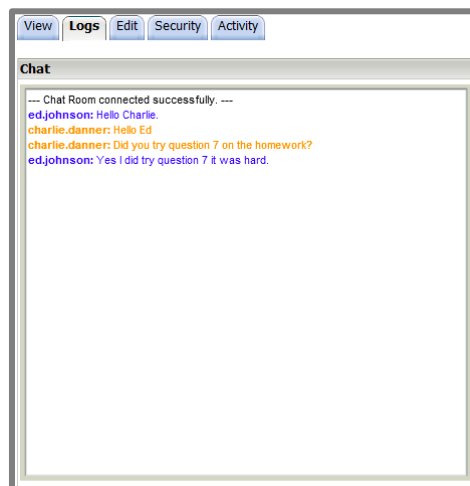 View Logs Edit Security Activity
Chat
--- Chat Room connected successfully. ---
ed.johnson: Hello Charlie.
charlie.danner: Hello Ed
charlie.danner: Did you try question 7 on the homework?
ed.johnson: Yes I did try question 7 it was hard.